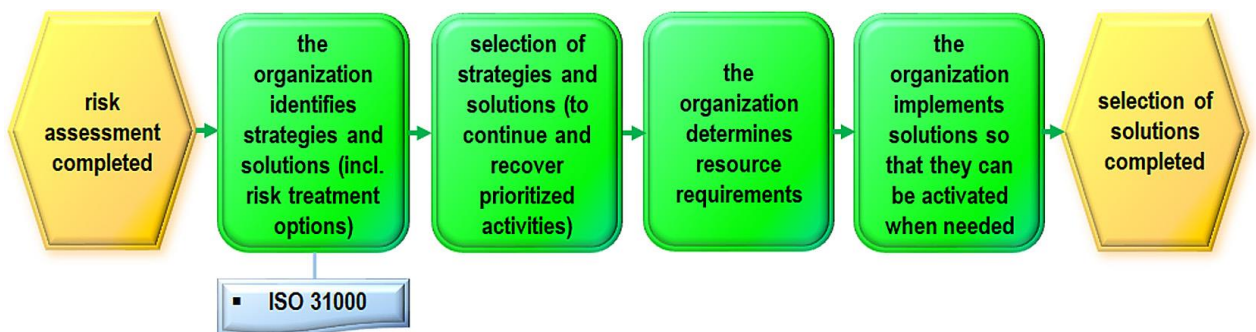 risk
assessment
completed
the
organization
identifies
strategies and
solutions (incl.
risk treatment
options)
selection of
strategies and
solutions (to
continue and
recover
prioritized
activities)
the
organization
determines
resource
requirements
the
organization
implements
solutions so
that they can
be activated
when needed
selection of
solutions
completed
▪ ISO 31000